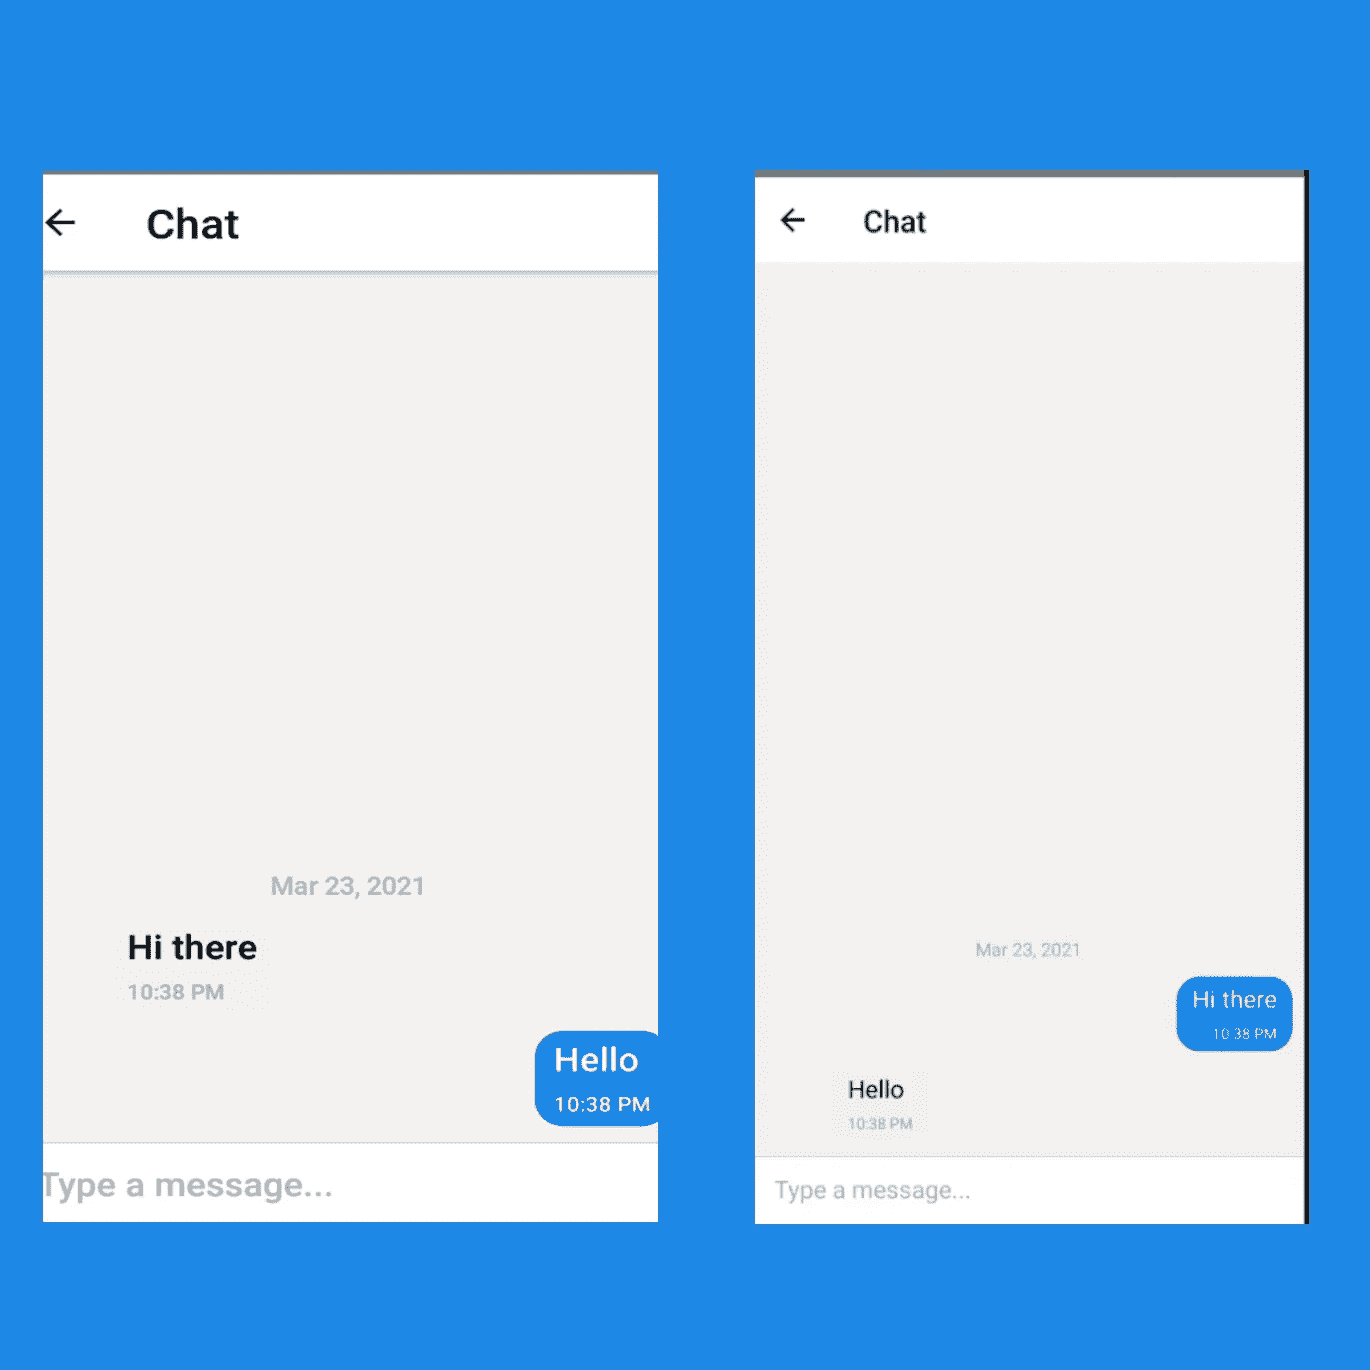 Chat
Mar 23, 2021
Hi there
10:38 PM
Hello
10:38 PM
Type a message...
Chat
Mar 23, 2021
Hi there
10 38 PM
Hello
10:38 PM
Type a message...